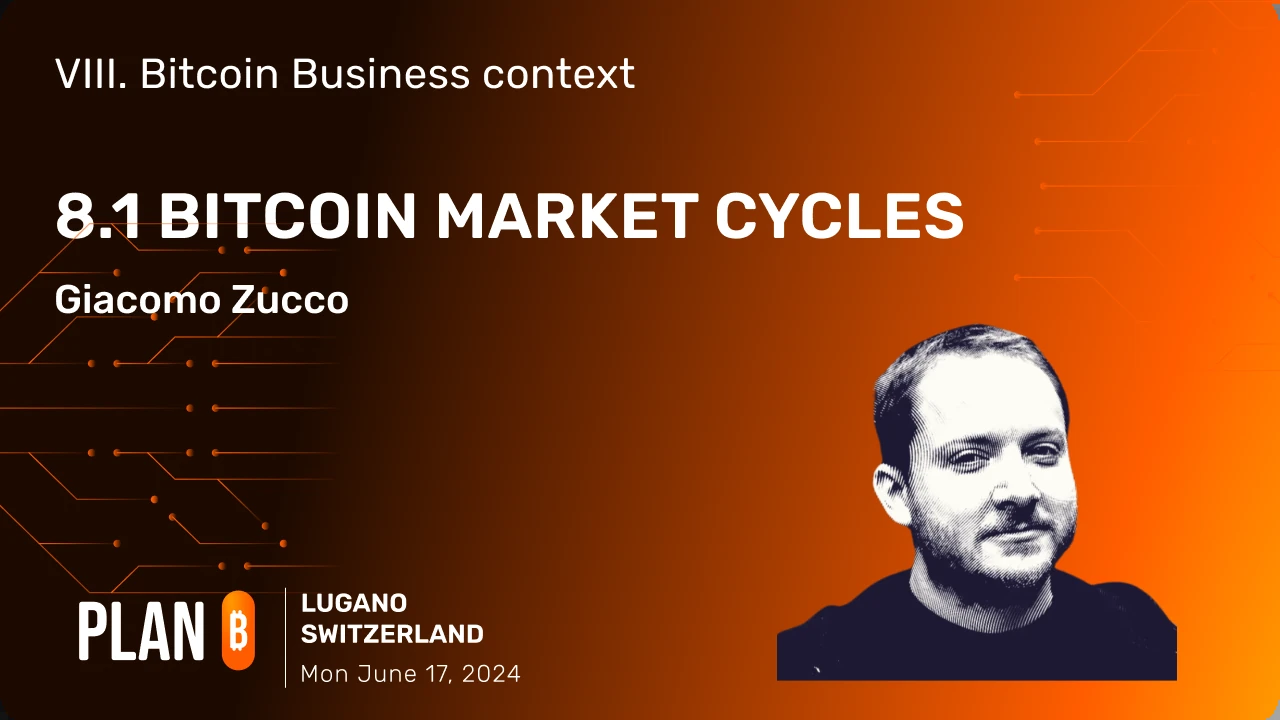 VIII. Bitcoin Business context
8.1 BITCOIN MARKET CYCLES
Giacomo Zucco
PLAN ₿
LUGANO
SWITZERLAND
Mon June 17, 2024